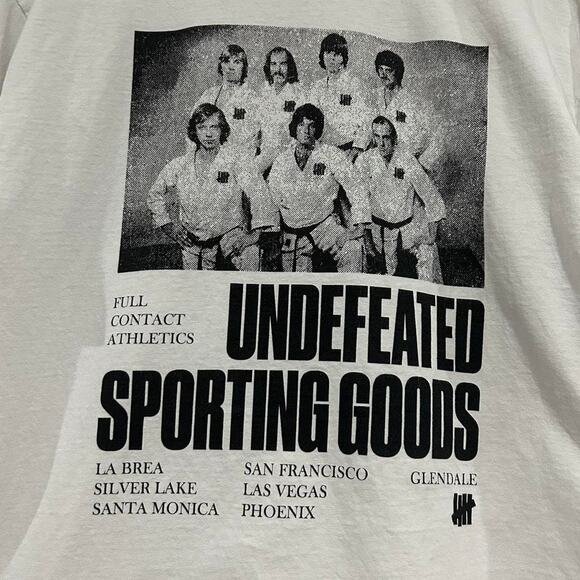 FULL
CONTACT
ATHLETICS
UNDEFEATED
SPORTING GOODS
LA BREA
SILVER LAKE
SANTA MONICA
SAN FRANCISCO
LAS VEGAS
PHOENIX
GLENDALE